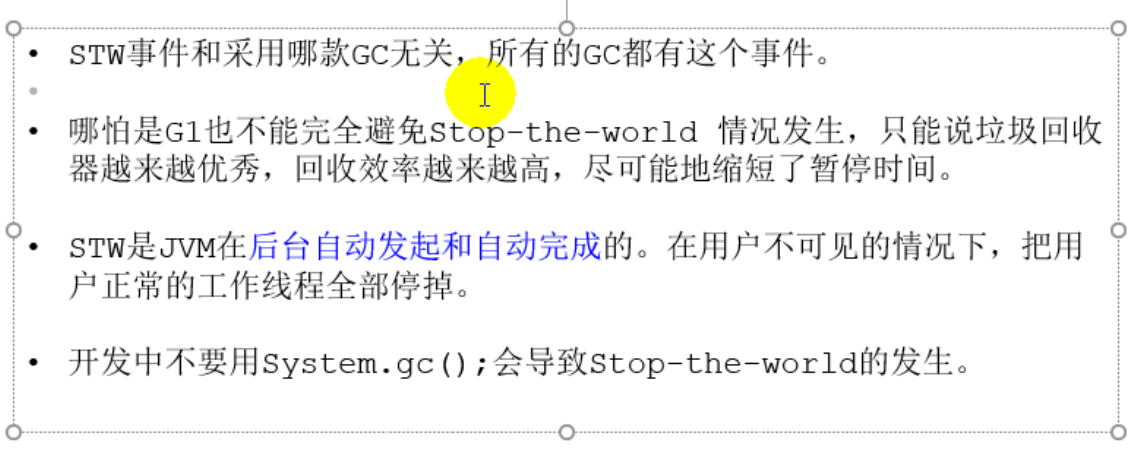 • STW事件和采用哪款GC无关，所有的GC都有这个事件。
• 哪怕是G1也不能完全避免Stop-the-world 情况发生，只能说垃圾回收
器越来越优秀，回收效率越来越高，尽可能地缩短了暂停时间。
• STW是JVM在后台自动发起和自动完成的。在用户不可见的情况下，把用
户正常的工作线程全部停掉。
• 开发中不要用System.gc();会导致Stop-the-world的发生。